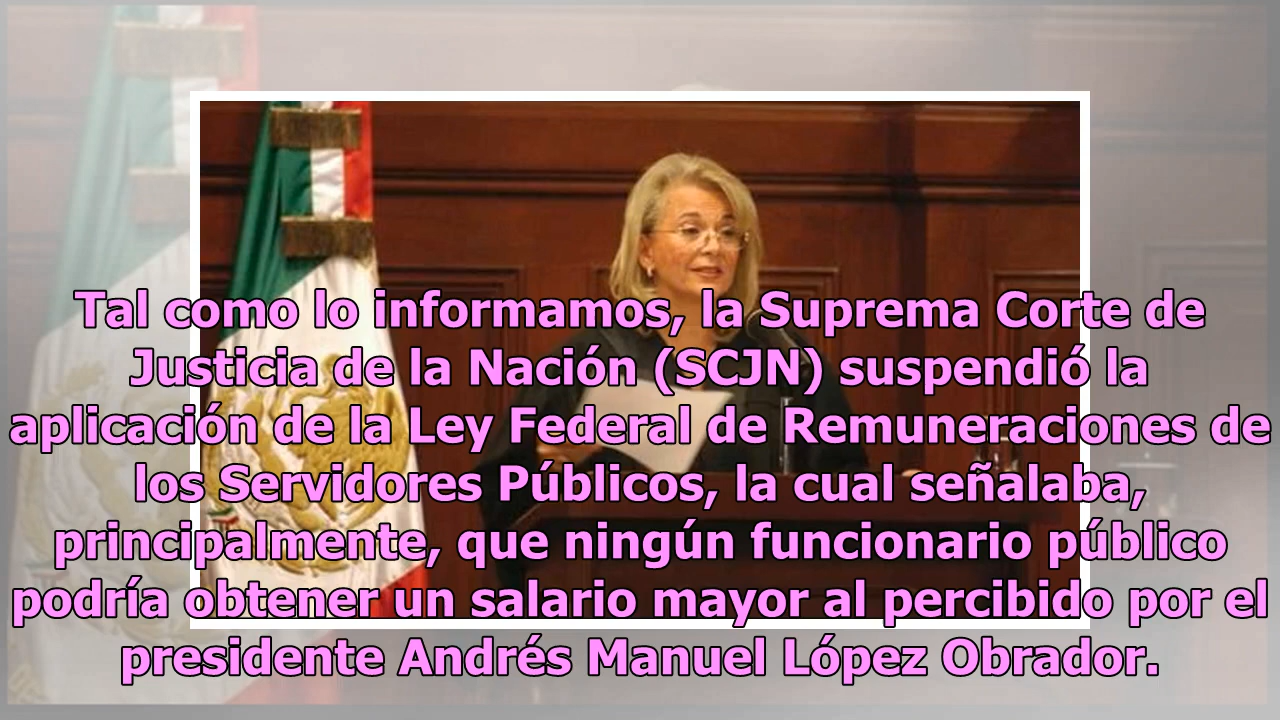 Tal como lo informamos, la Suprema Corte de
Justicia de la Nación (SCJN) suspendió la
aplicación de la Ley Federal de Remuneraciones de
los Servidores Públicos, la cual señalaba,
principalmente, que ningún funcionario público
podría obtener un salario mayor al percibido por el
presidente Andrés Manuel López Obrador.